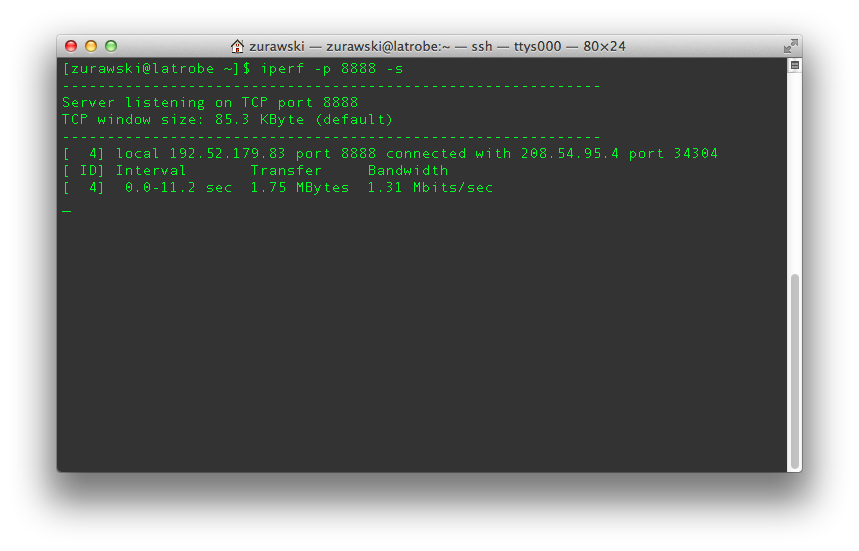 zurawski — zurawski@latrobe:~ — ssh — ttys000 — 80×24
[zurawski@latrobe ~]$ iperf -p 8888 -s
------------------------------------------------------------
Server listening on TCP port 8888
TCP window size: 85.3 KByte (default)
------------------------------------------------------------
[  4] local 192.52.179.83 port 8888 connected with 208.54.95.4 port 34304
[ ID] Interval       Transfer     Bandwidth
[  4]  0.0-11.2 sec  1.75 MBytes  1.31 Mbits/sec
_